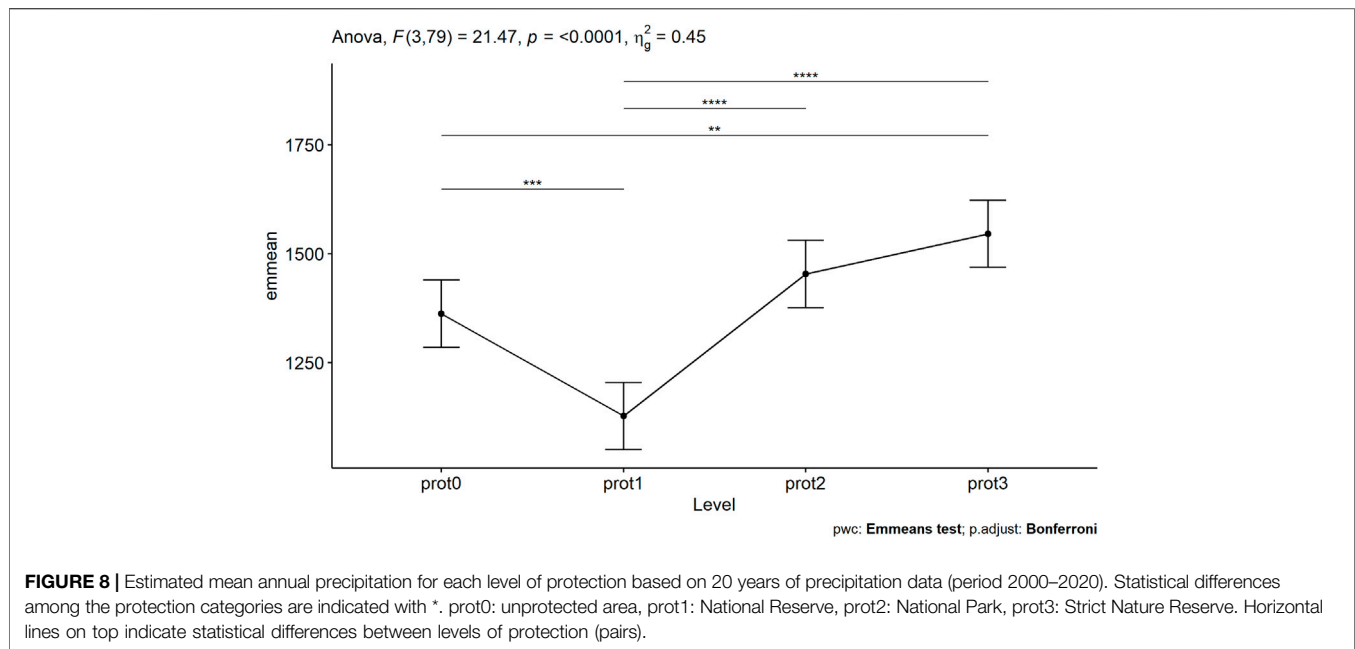 Anova, F(3,79) = 21.47, p = <0.0001, η²g = 0.45
****
****
**
***
1750
1500
1250
emmean
prot0 prot1 prot2 prot3
Level
pwc: Emmeans test; p.adjust: Bonferroni
FIGURE 8 | Estimated mean annual precipitation for each level of protection based on 20 years of precipitation data (period 2000–2020). Statistical differences
among the protection categories are indicated with *. prot0: unprotected area, prot1: National Reserve, prot2: National Park, prot3: Strict Nature Reserve. Horizontal
lines on top indicate statistical differences between levels of protection (pairs).